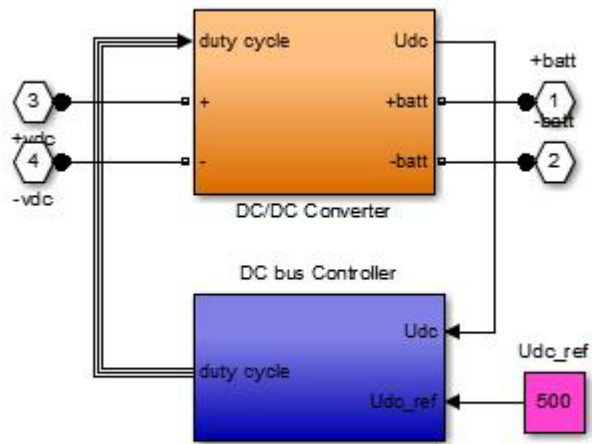 duty cycle Udc
+batt
3 + +batt 1
+vdc -batt
4 - -batt 2
-vdc
DC/DC Converter
DC bus Controller
Udc
Udc_ref
duty cycle
Udc_ref 500